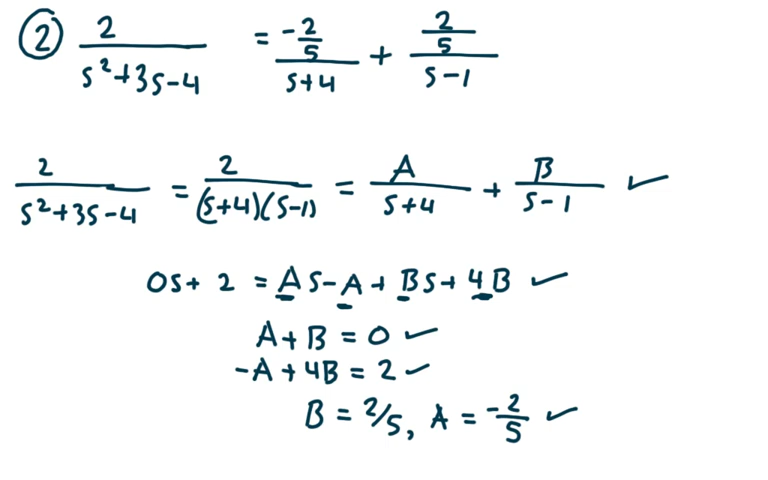 ② 2/(s²+3s-4) = (-2/5)/(s+4) + (2/5)/(s-1)
2/(s²+3s-4) = 2/((s+4)(s-1)) = A/(s+4) + B/(s-1) ✓
0s+ 2 = As-A+Bs+4B ✓
A+B = 0 ✓
-A+4B = 2 ✓
B = 2/5, A = -2/5 ✓